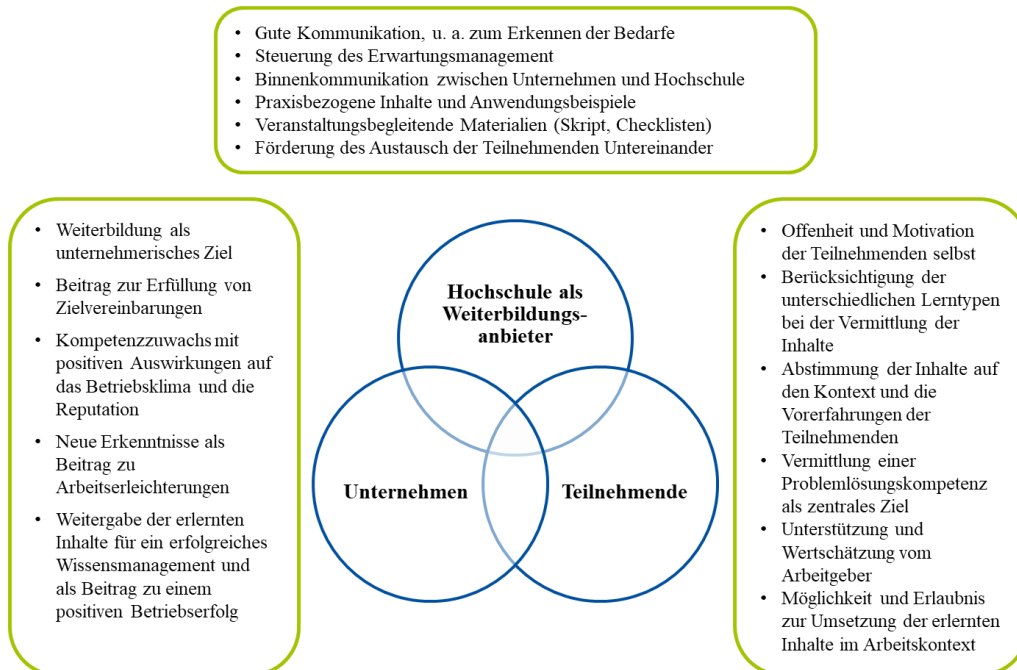 • Gute Kommunikation, u. a. zum Erkennen der Bedarfe
• Steuerung des Erwartungsmanagement
• Binnenkommunikation zwischen Unternehmen und Hochschule
• Praxisbezogene Inhalte und Anwendungsbeispiele
• Veranstaltungsbegleitende Materialien (Skript, Checklisten)
• Förderung des Austausch der Teilnehmenden Untereinander
• Weiterbildung als
unternehmerisches Ziel
• Beitrag zur Erfüllung von
Zielvereinbarungen
• Kompetenzzuwachs mit
positiven Auswirkungen auf
das Betriebsklima und die
Reputation
• Neue Erkenntnisse als
Beitrag zu
Arbeitserleichterungen
• Weitergabe der erlernten
Inhalte für ein erfolgreiches
Wissensmanagement und
als Beitrag zu einem
positiven Betriebserfolg
Hochschule als
Weiterbildungs-
anbieter
Unternehmen
Teilnehmende
• Offenheit und Motivation
der Teilnehmenden selbst
• Berücksichtigung der
unterschiedlichen Lerntypen
bei der Vermittlung der
Inhalte
• Abstimmung der Inhalte auf
den Kontext und die
Vorerfahrungen der
Teilnehmenden
• Vermittlung einer
Problemlösungskompetenz
als zentrales Ziel
• Unterstützung und
Wertschätzung vom
Arbeitgeber
• Möglichkeit und Erlaubnis
zur Umsetzung der erlernten
Inhalte im Arbeitskontext